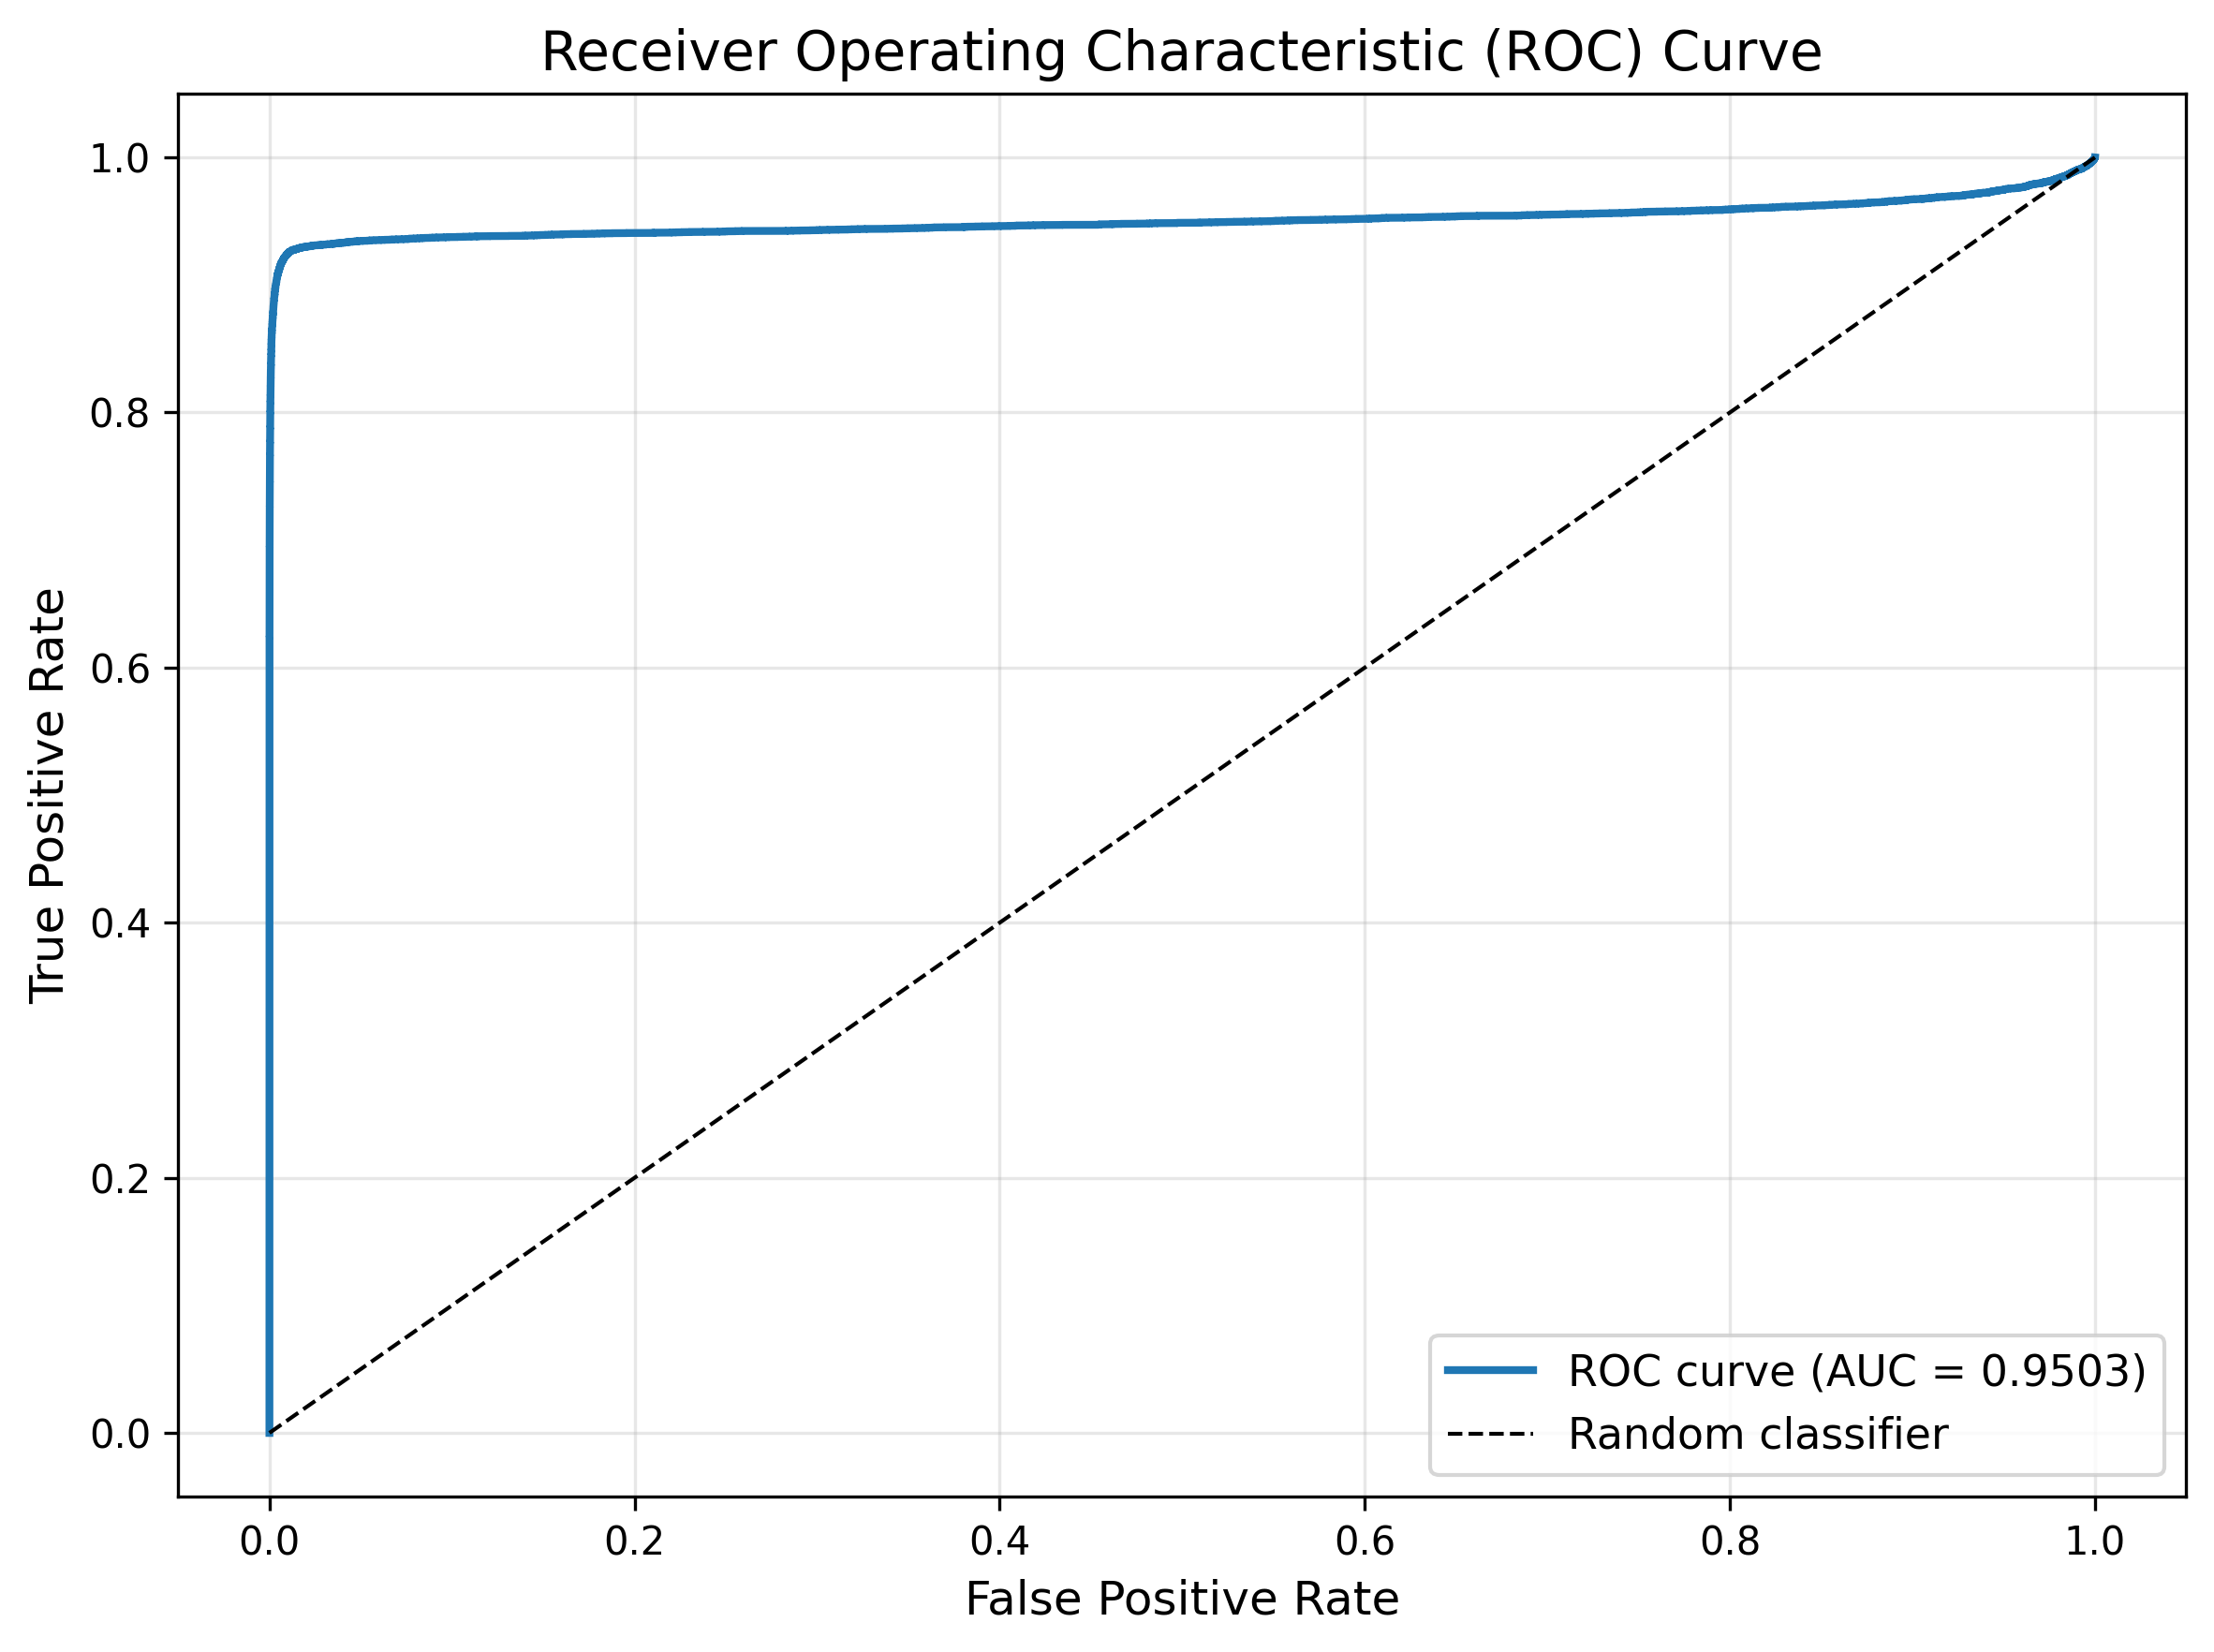 Receiver Operating Characteristic (ROC) Curve
True Positive Rate
1.0
0.8
0.6
0.4
0.2
0.0
ROC curve (AUC = 0.9503)
Random classifier
0.0 0.2 0.4 0.6 0.8 1.0
False Positive Rate